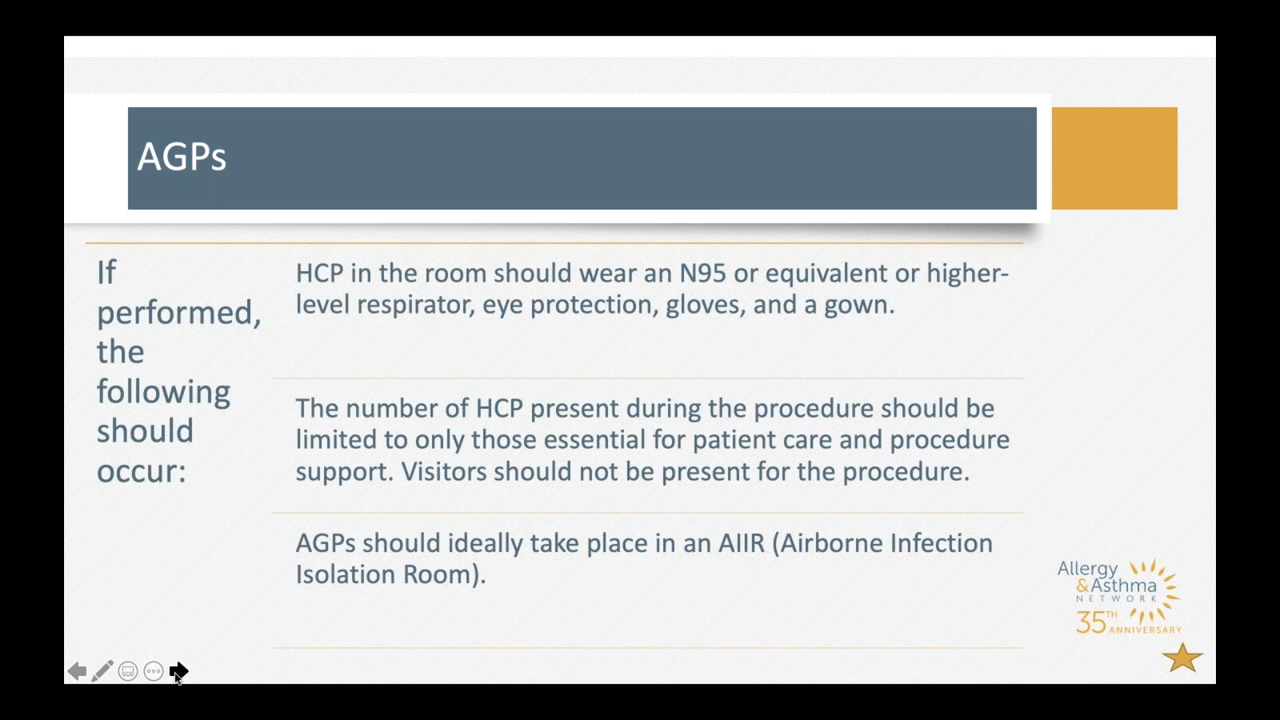 AGPs
If
performed,
the
following
should
occur:
HCP in the room should wear an N95 or equivalent or higher-
level respirator, eye protection, gloves, and a gown.
The number of HCP present during the procedure should be
limited to only those essential for patient care and procedure
support. Visitors should not be present for the procedure.
AGPs should ideally take place in an AIIR (Airborne Infection
Isolation Room).
Allergy
&Asthma
NETWORK
35TH ANNIVERSARY